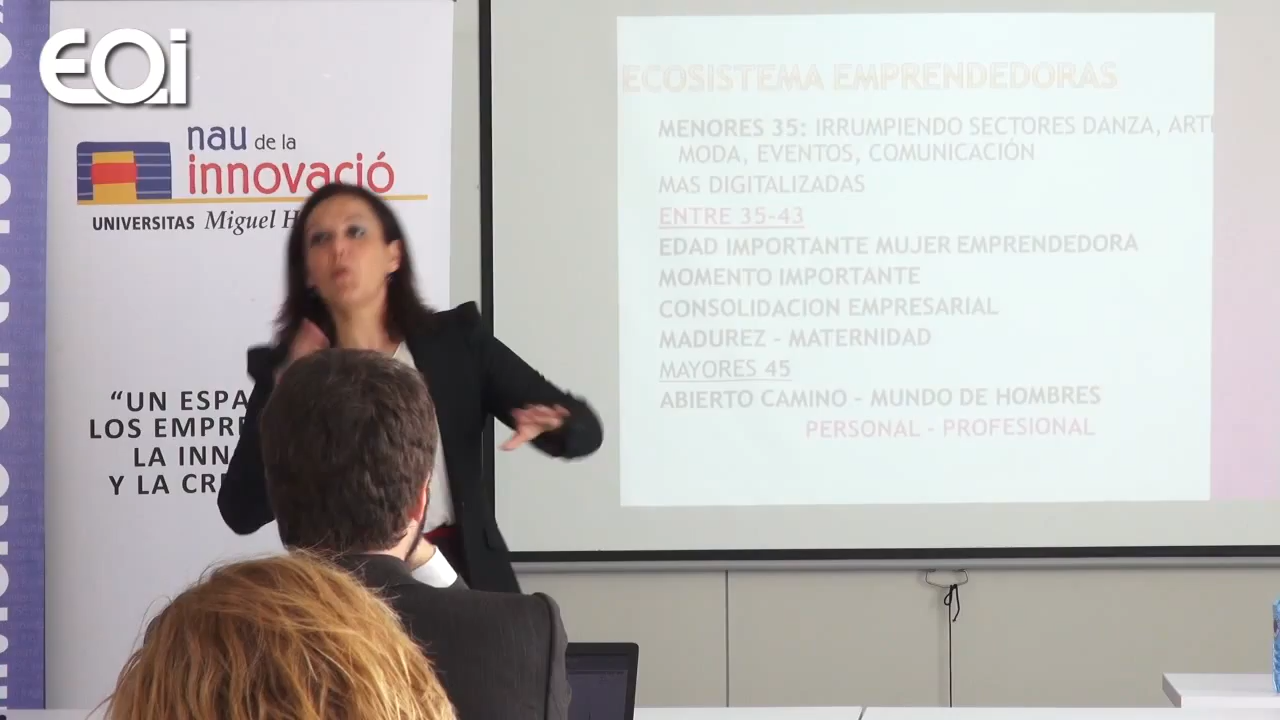 EOi
nau de la
innovació
UNIVERSITAS Miguel H
“UN ESPA
LOS EMPR
LA INN
Y LA CR
ECOSISTEMA EMPRENDEDORAS
MENORES 35: IRRUMPIENDO SECTORES DANZA, ARTE
MODA, EVENTOS, COMUNICACIÓN
MAS DIGITALIZADAS
ENTRE 35-43
EDAD IMPORTANTE MUJER EMPRENDEDORA
MOMENTO IMPORTANTE
CONSOLIDACION EMPRESARIAL
MADUREZ - MATERNIDAD
MAYORES 45
ABIERTO CAMINO - MUNDO DE HOMBRES
PERSONAL - PROFESIONAL